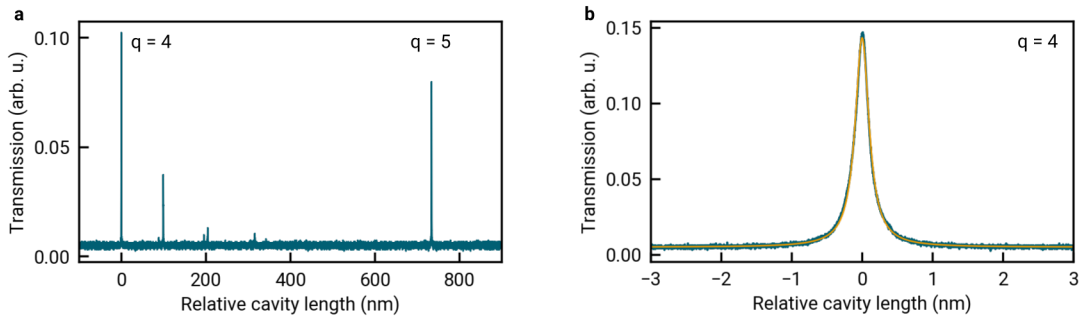 a
q = 4
q = 5
0.10
0.05
0.00
Transmission (arb. u.)
0
200
400
600
800
Relative cavity length (nm)
b
q = 4
0.15
0.10
0.05
0.00
Transmission (arb. u.)
−3
−2
−1
0
1
2
3
Relative cavity length (nm)